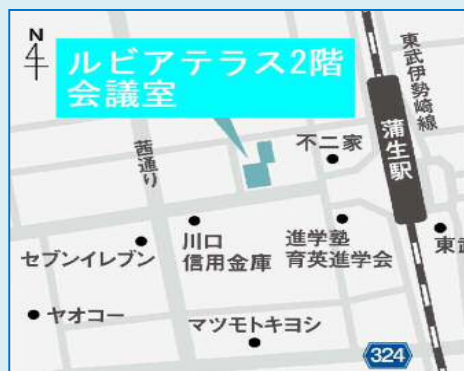 N
ルビアテラス2階
会議室
東武伊勢崎線
茜通り
不二家
蒲生駅
セブンイレブン
川口
信用金庫
進学塾
育英進学会
東武
ヤオコー
マツモトキヨシ
324